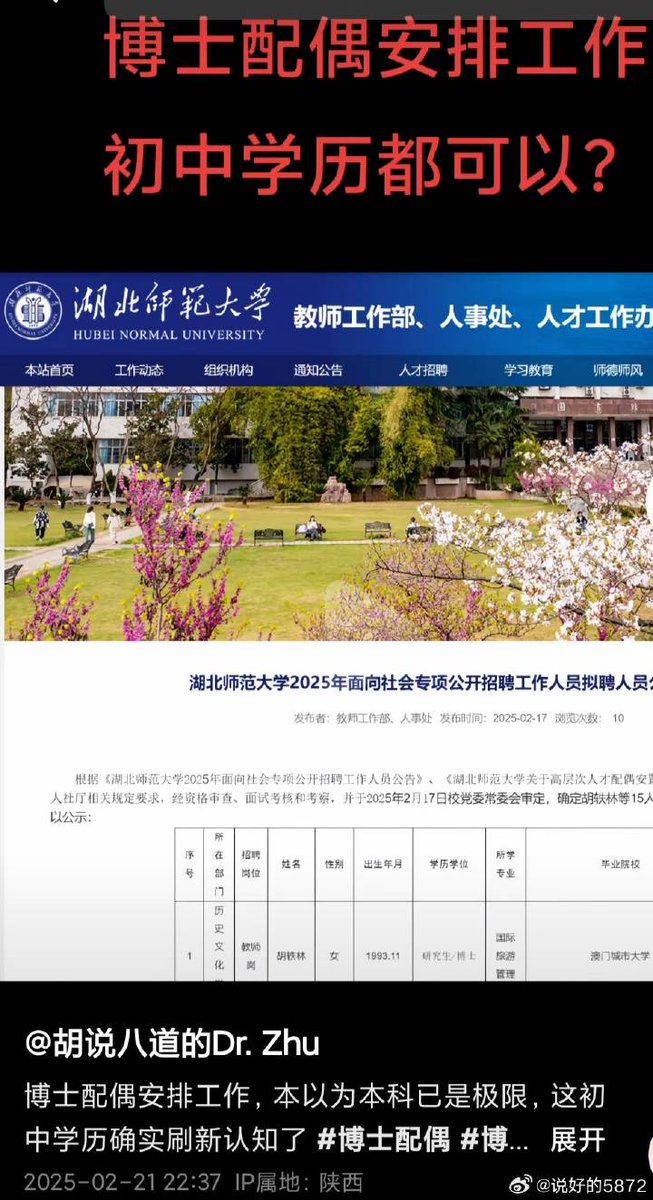 博士配偶安排工作
初中学历都可以？
湖北师范大学
HUBEI NORMAL UNIVERSITY
教师工作部、人事处、人才工作办
本站首页 工作动态 组织机构 通知公告 人才招聘 学习教育 师德师风
湖北师范大学2025年面向社会专项公开招聘工作人员拟聘人员公
发布者：教师工作部、人事处 发布时间：2025-02-17 浏览次数：10
根据《湖北师范大学2025年面向社会专项公开招聘工作人员公告》、《湖北师范大学关于高层次人才配偶安置
人社厅相关规定要求，经资格审查、面试考核和考察，并于2025年2月17日校党委常委会审定，确定胡轶林等15人
以公示：
序号 所在部门 招聘岗位 姓名 性别 出生年月 学历学位 所学专业 毕业院校
1 历史文化 教师岗 胡轶林 女 1993.11 研究生/博士 国际旅游管理 澳门城市大学
@胡说八道的Dr. Zhu
博士配偶安排工作，本以为本科已是极限，这初
中学历确实刷新认知了 #博士配偶 #博... 展开
2025-02-21 22:37 IP属地：陕西
@说好的5872